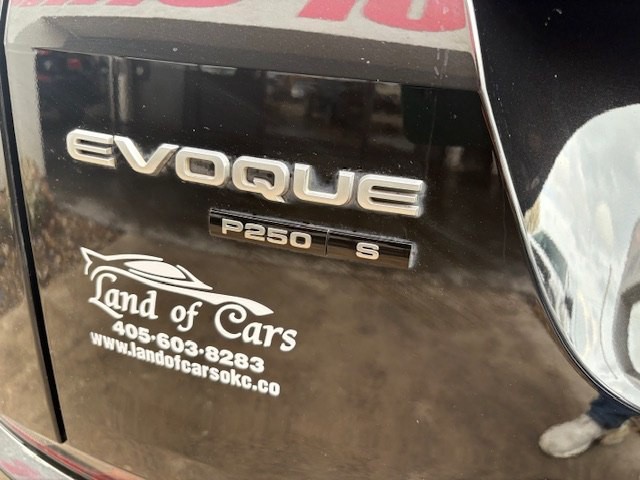 EVOQUE
P250 S
Land of Cars
405·603·8283
www.landofcarsokc.co